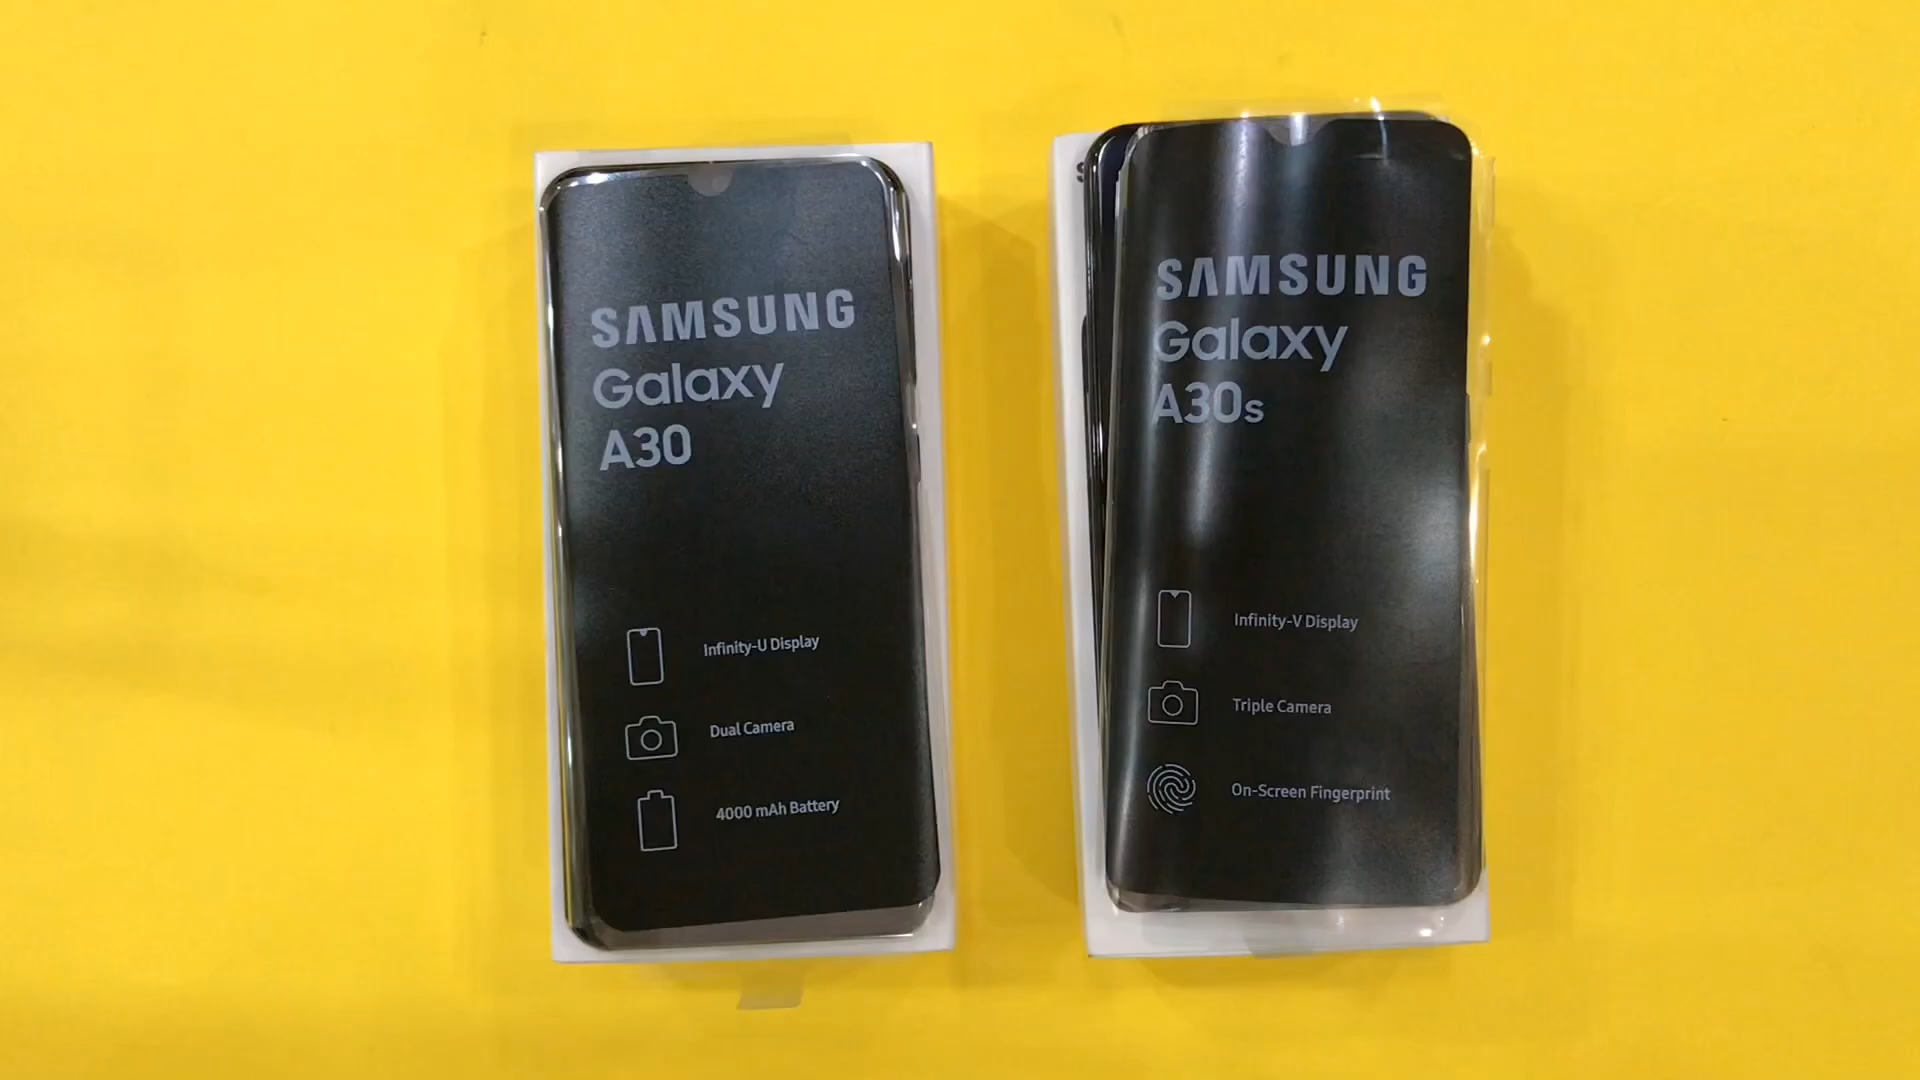 SAMSUNG
Galaxy
A30
Infinity-U Display
Dual Camera
4000 mAh Battery
SAMSUNG
Galaxy
A30s
Infinity-V Display
Triple Camera
On-Screen Fingerprint